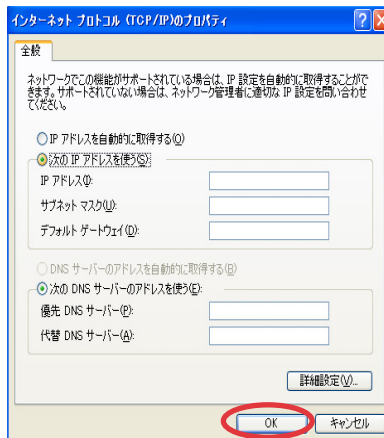 インターネット プロトコル (TCP/IP)のプロパティ
全般
ネットワークでこの機能がサポートされている場合は、IP 設定を自動的に取得することがで
きます。サポートされていない場合は、ネットワーク管理者に適切な IP 設定を問い合わせ
てください。
IP アドレスを自動的に取得する(O)
次の IP アドレスを使う(S):
IP アドレス(I):
サブネット マスク(U):
デフォルト ゲートウェイ(D):
DNS サーバーのアドレスを自動的に取得する(B)
次の DNS サーバーのアドレスを使う(E):
優先 DNS サーバー(P):
代替 DNS サーバー(A):
詳細設定(V)...
OK キャンセル